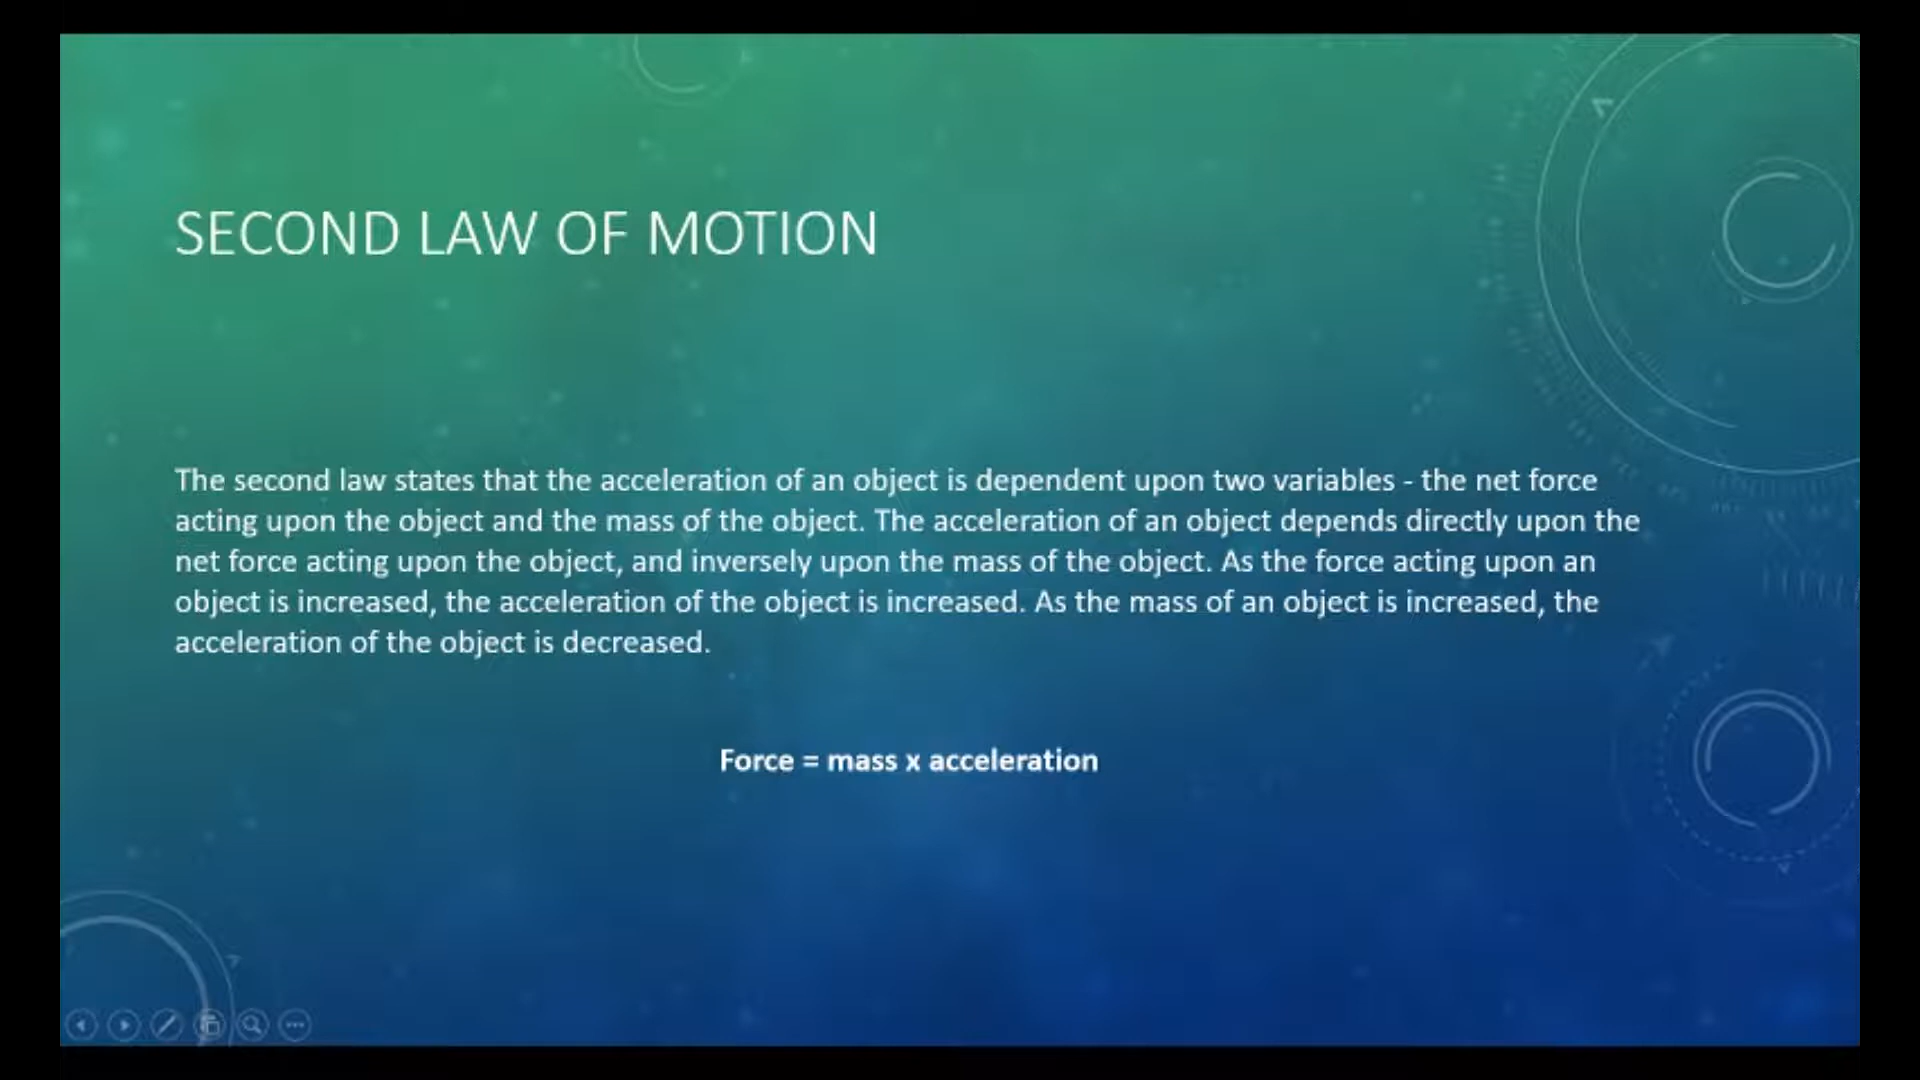 SECOND LAW OF MOTION
The second law states that the acceleration of an object is dependent upon two variables - the net force
acting upon the object and the mass of the object. The acceleration of an object depends directly upon the
net force acting upon the object, and inversely upon the mass of the object. As the force acting upon an
object is increased, the acceleration of the object is increased. As the mass of an object is increased, the
acceleration of the object is decreased.
Force = mass x acceleration